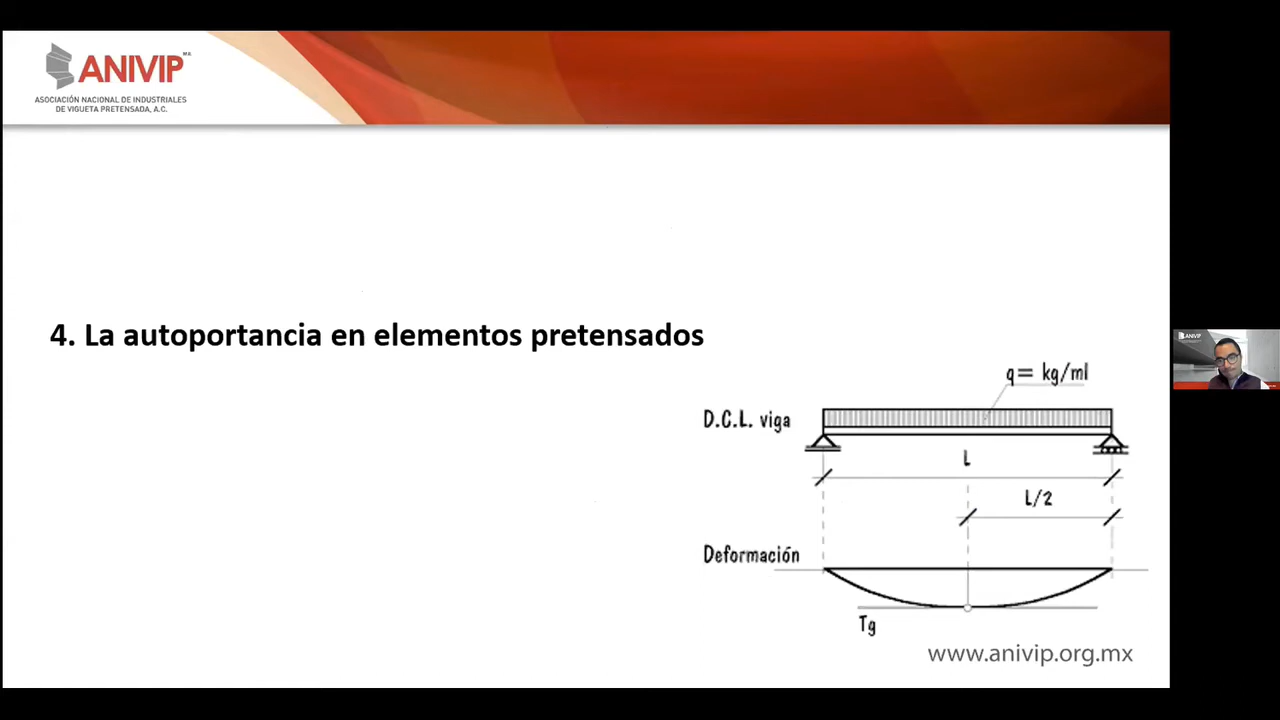 ANIVIP
ASOCIACIÓN NACIONAL DE INDUSTRIALES
DE VIGUETA PRETENSADA, A.C.
4. La autoportancia en elementos pretensados
q= kg/ml
D.C.L. viga
L
L/2
Deformación
Tg
www.anivip.org.mx
ANIVIP